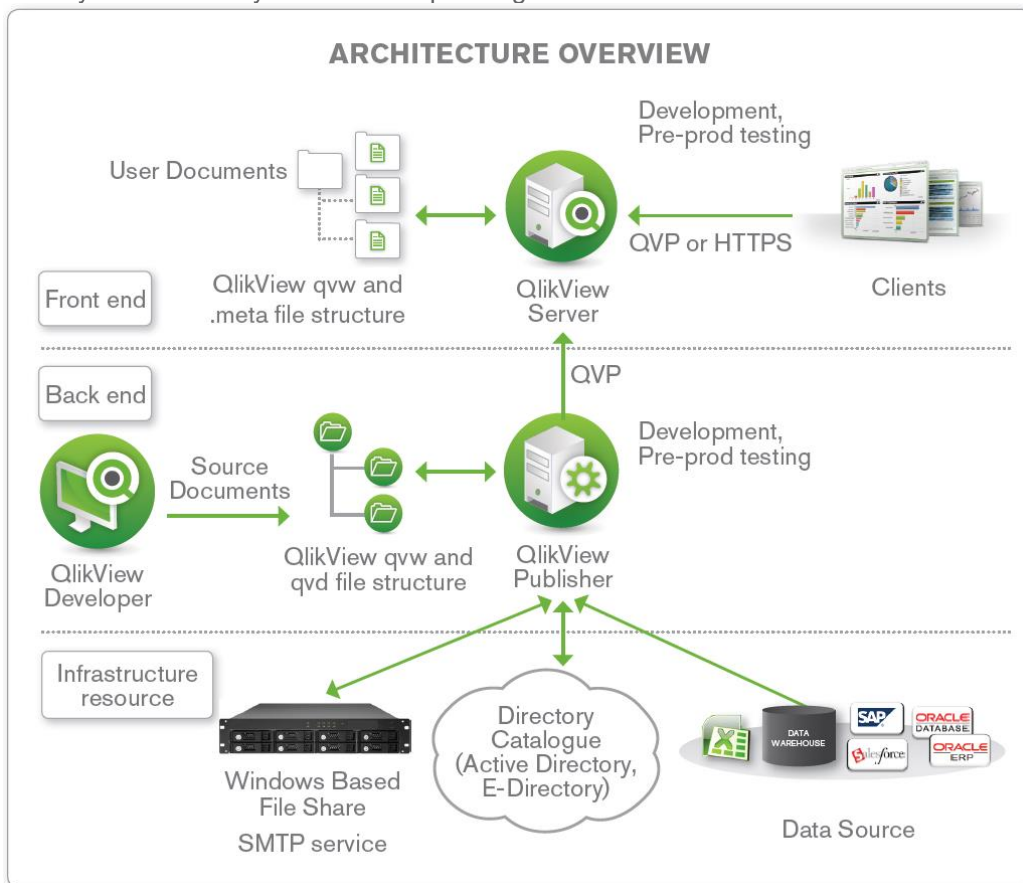 ARCHITECTURE OVERVIEW
User Documents
QlikView qvw and
.meta file structure
QlikView
Server
Development,
Pre-prod testing
QVP or HTTPS
Clients
Front end
QVP
Back end
QlikView
Developer
Source
Documents
QlikView qvw and
qvd file structure
QlikView
Publisher
Development,
Pre-prod testing
Infrastructure
resource
Windows Based
File Share
SMTP service
Directory
Catalogue
(Active Directory,
E-Directory)
DATA
WAREHOUSE
SAP
ORACLE
DATABASE
salesforce
ORACLE
ERP
Data Source